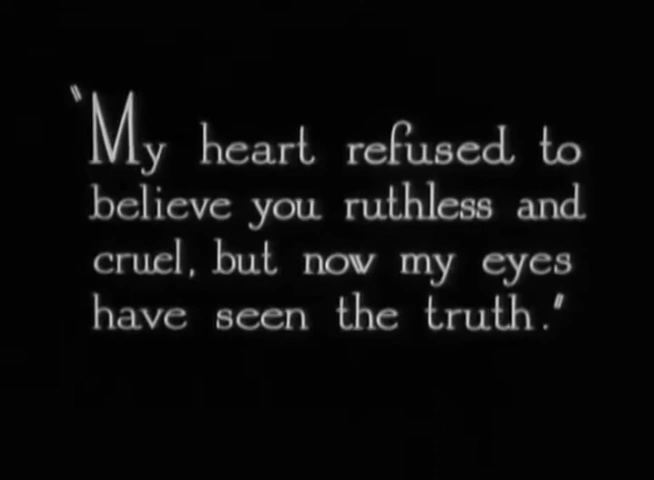 "My heart refused to
believe you ruthless and
cruel, but now my eyes
have seen the truth."